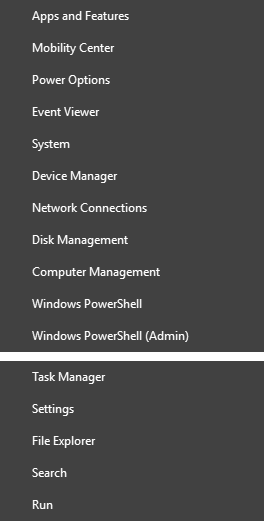 Apps and Features
Mobility Center
Power Options
Event Viewer
System
Device Manager
Network Connections
Disk Management
Computer Management
Windows PowerShell
Windows PowerShell (Admin)
Task Manager
Settings
File Explorer
Search
Run